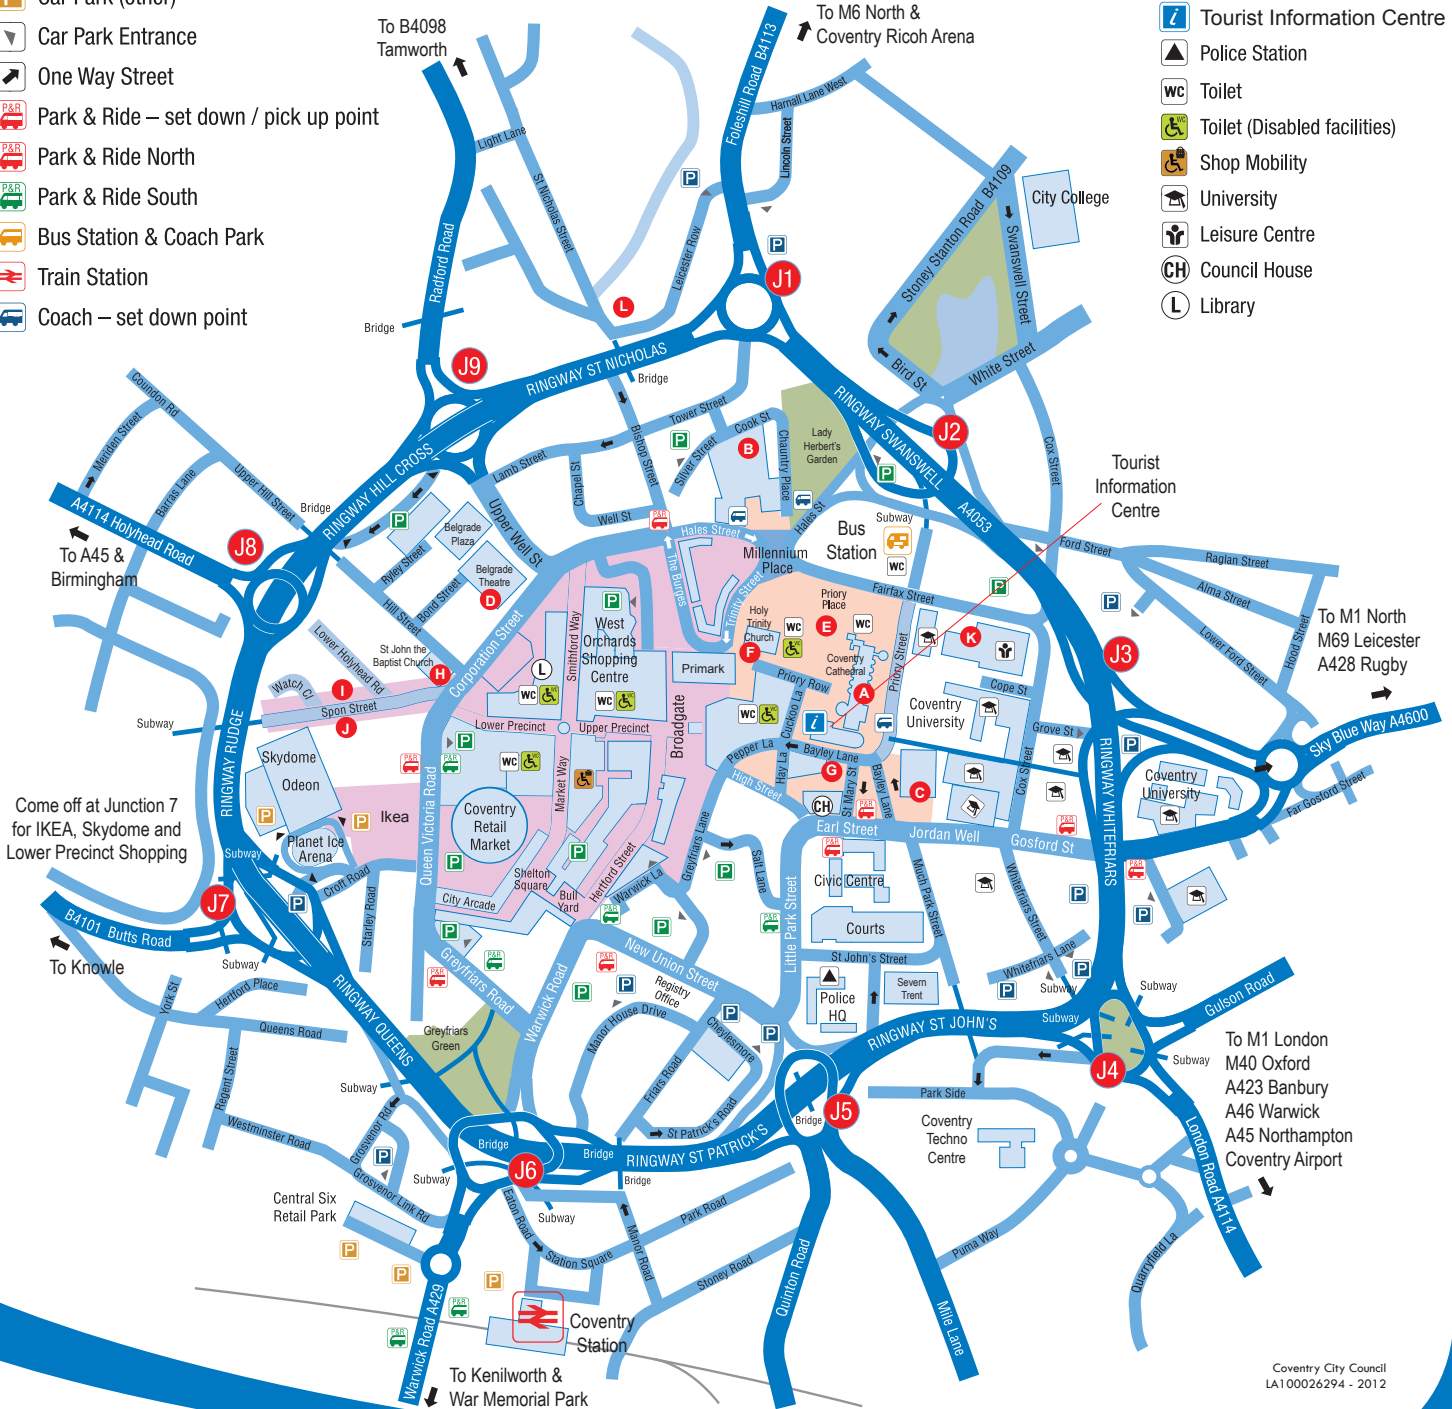 Car Park (other)
Car Park Entrance
One Way Street
P&R
Park & Ride – set down / pick up point
P&R
Park & Ride North
P&R
Park & Ride South
Bus Station & Coach Park
Train Station
Coach – set down point
i
Tourist Information Centre
Police Station
WC
Toilet
WC
Toilet (Disabled facilities)
Shop Mobility
University
Leisure Centre
CH
Council House
L
Library
To B4098
Tamworth
To M6 North &
Coventry Ricoh Arena
Foleshill Road B4113
Harnall Lane West
Lincoln Street
Light Lane
St Nicholas Street
Radford Road
Leicester Row
Stoney Stanton Road B4109
Swanswell Street
City College
Bird St
White Street
Cox Street
J1
J2
J9
L
Bridge
Bridge
RINGWAY ST NICHOLAS
RINGWAY SWANSWELL
A4053
RINGWAY HILL CROSS
Coundon Rd
Meriden Street
Barras Lane
Upper Hill Street
Bridge
A4114 Holyhead Road
To A45 &
Birmingham
J8
Tower Street
Cook St
Silver Street
Chauntry Place
B
Lady
Herbert's
Garden
Lamb Street
Chapel St
Bishop Street
Well St
Upper Well St
Hales Street
Hales St
Millennium
Place
Bus
Station
Subway
WC
Tourist
Information
Centre
Ford Street
Raglan Street
Alma Street
Lower Ford Street
Hood Street
Fairfax Street
To M1 North
M69 Leicester
A428 Rugby
J3
Sky Blue Way A4600
Far Gosford Street
Belgrade
Plaza
Belgrade
Theatre
D
Ryley Street
Bond Street
Hill Street
St John the
Baptist Church
H
Corporation Street
Lower Holyhead Rd
Watch Ct
I
Spon Street
J
Subway
RINGWAY RUDGE
Smithford Way
West
Orchards
Shopping
Centre
The Burges
Trinity Street
Primark
Holy
Trinity
Church
F
Priory
Place
E
WC
WC
Coventry
Cathedral
A
Priory Row
Priory Street
K
Cope St
Coventry
University
Grove St
Cox Street
Cuckoo La
i
Pepper La
Bayley Lane
Hay La
G
High Street
CH
St Mary St
Bayley Lane
C
Earl Street
Jordan Well
Gosford St
Coventry
University
RINGWAY WHITEFRIARS
L
WC
WC
WC
Lower Precinct
Upper Precinct
Broadgate
Market Way
WC
Coventry
Retail
Market
Queen Victoria Road
Shelton
Square
Bull
Yard
City Arcade
Hertford Street
Warwick La
Greyfriars Lane
Salt Lane
Little Park Street
Civic Centre
Courts
Much Park Street
Whitefriars Street
Whitefriars Lane
St John's Street
Severn
Trent
Police
HQ
Skydome
Odeon
Planet Ice
Arena
Ikea
Croft Road
Starley Road
Come off at Junction 7
for IKEA, Skydome and
Lower Precinct Shopping
Subway
J7
B4101 Butts Road
To Knowle
Subway
York St
Hertford Place
Queens Road
Regent Street
Westminster Road
RINGWAY QUEENS
Greyfriars Road
Greyfriars
Green
Warwick Road
New Union Street
Registry
Office
Manor House Drive
Cheylesmore
Friars Road
St Patrick's Road
RINGWAY ST JOHN'S
Subway
Subway
Subway
Subway
J4
Gulson Road
To M1 London
M40 Oxford
A423 Banbury
A46 Warwick
A45 Northampton
Coventry Airport
London Road A4114
Park Side
Coventry
Techno
Centre
Puma Way
Quarryfield La
J5
Bridge
RINGWAY ST PATRICK'S
Bridge
Bridge
Bridge
J6
Subway
Subway
Subway
Grosvenor Rd
Grosvenor Link Rd
Central Six
Retail Park
Eaton Road
Station Square
Manor Road
Park Road
Stoney Road
Quinton Road
Mile Lane
Coventry
Station
Warwick Road A429
To Kenilworth &
War Memorial Park
Coventry City Council
LA100026294 - 2012